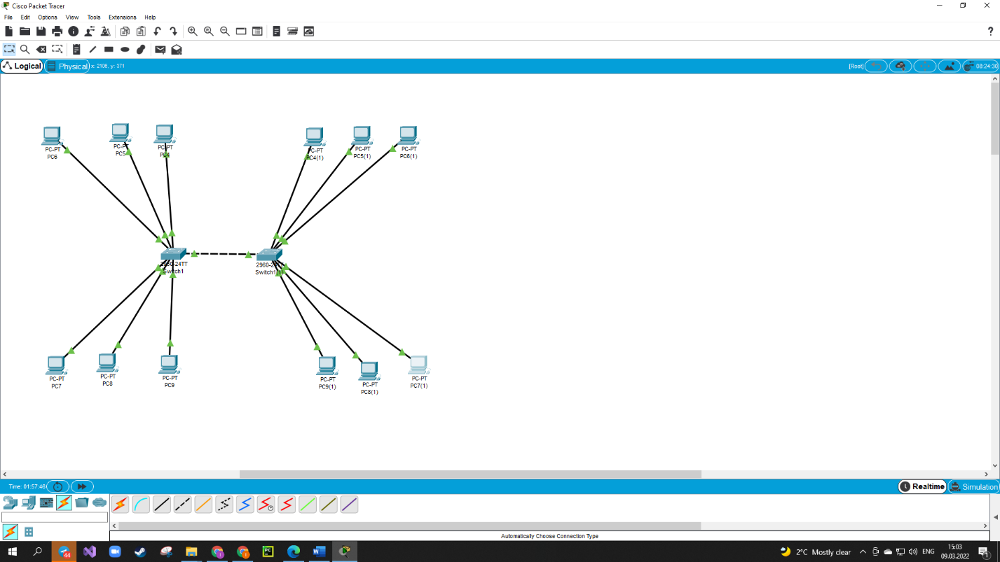 Cisco Packet Tracer
File Edit Options View Tools Extensions Help
?
Logical Physical x: 2106, y: 371 [Root] 08:24:30
PC-PT
PC6
PC-PT
PC5
PC-PT
PC4
PC-PT
PC4(1)
PC-PT
PC5(1)
PC-PT
PC6(1)
2960-24TT
Switch1
2960-24TT
Switch1(1)
PC-PT
PC7
PC-PT
PC8
PC-PT
PC9
PC-PT
PC9(1)
PC-PT
PC8(1)
PC-PT
PC7(1)
Time: 01:57:46 Realtime Simulation
Automatically Choose Connection Type
44 PC W 2°C Mostly clear ENG 15:03
09.03.2022 1